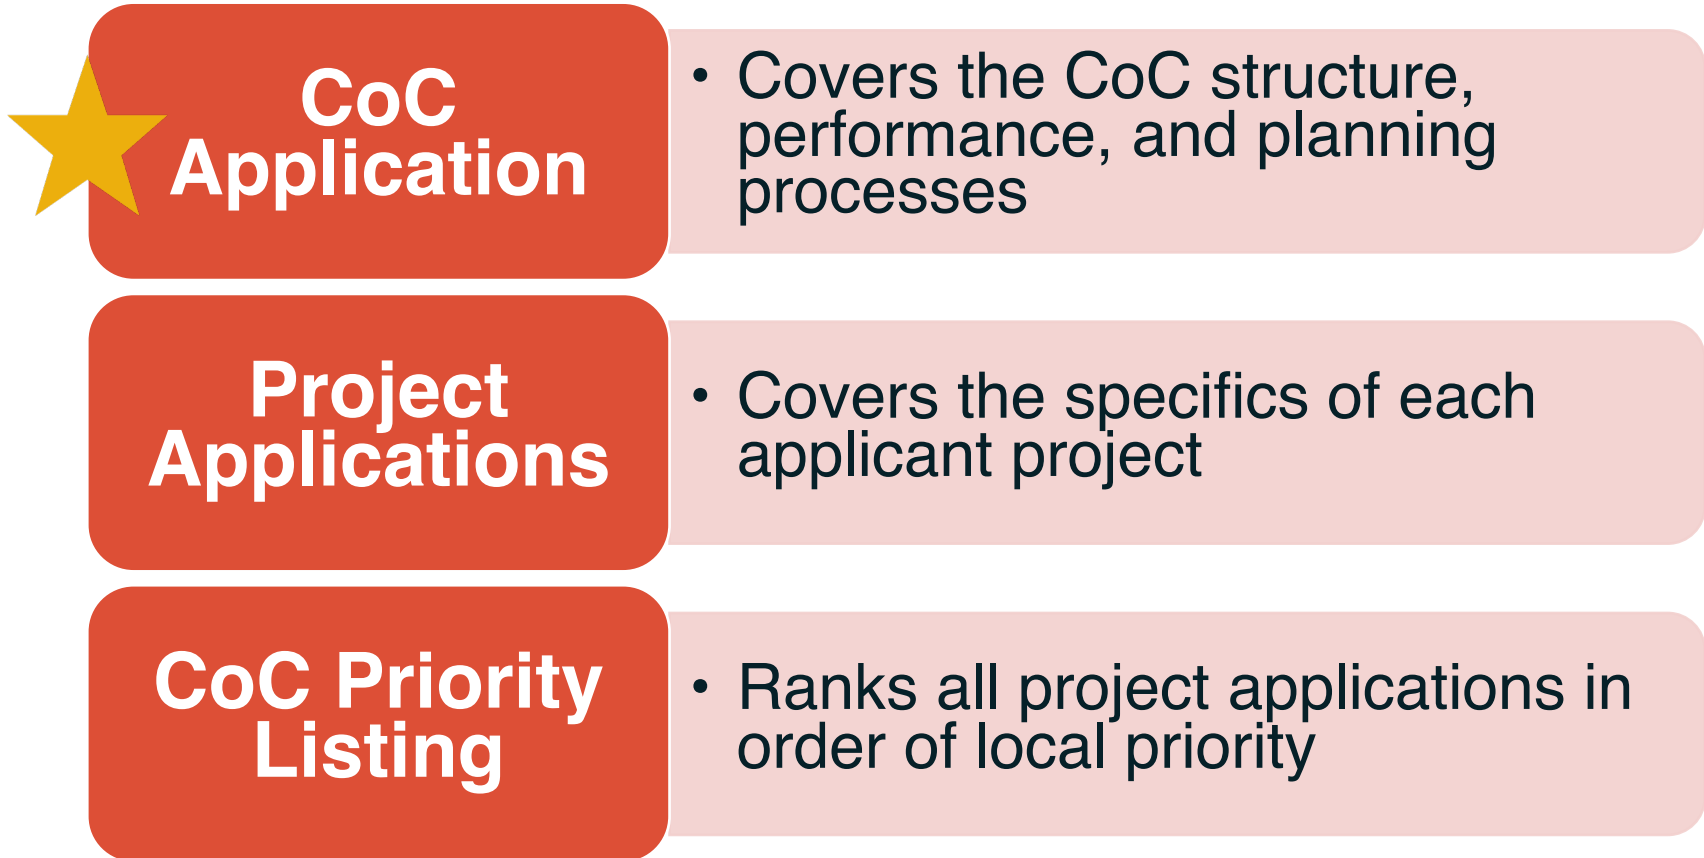 CoC
Application
• Covers the CoC structure,
performance, and planning
processes
Project
Applications
• Covers the specifics of each
applicant project
CoC Priority
Listing
• Ranks all project applications in
order of local priority